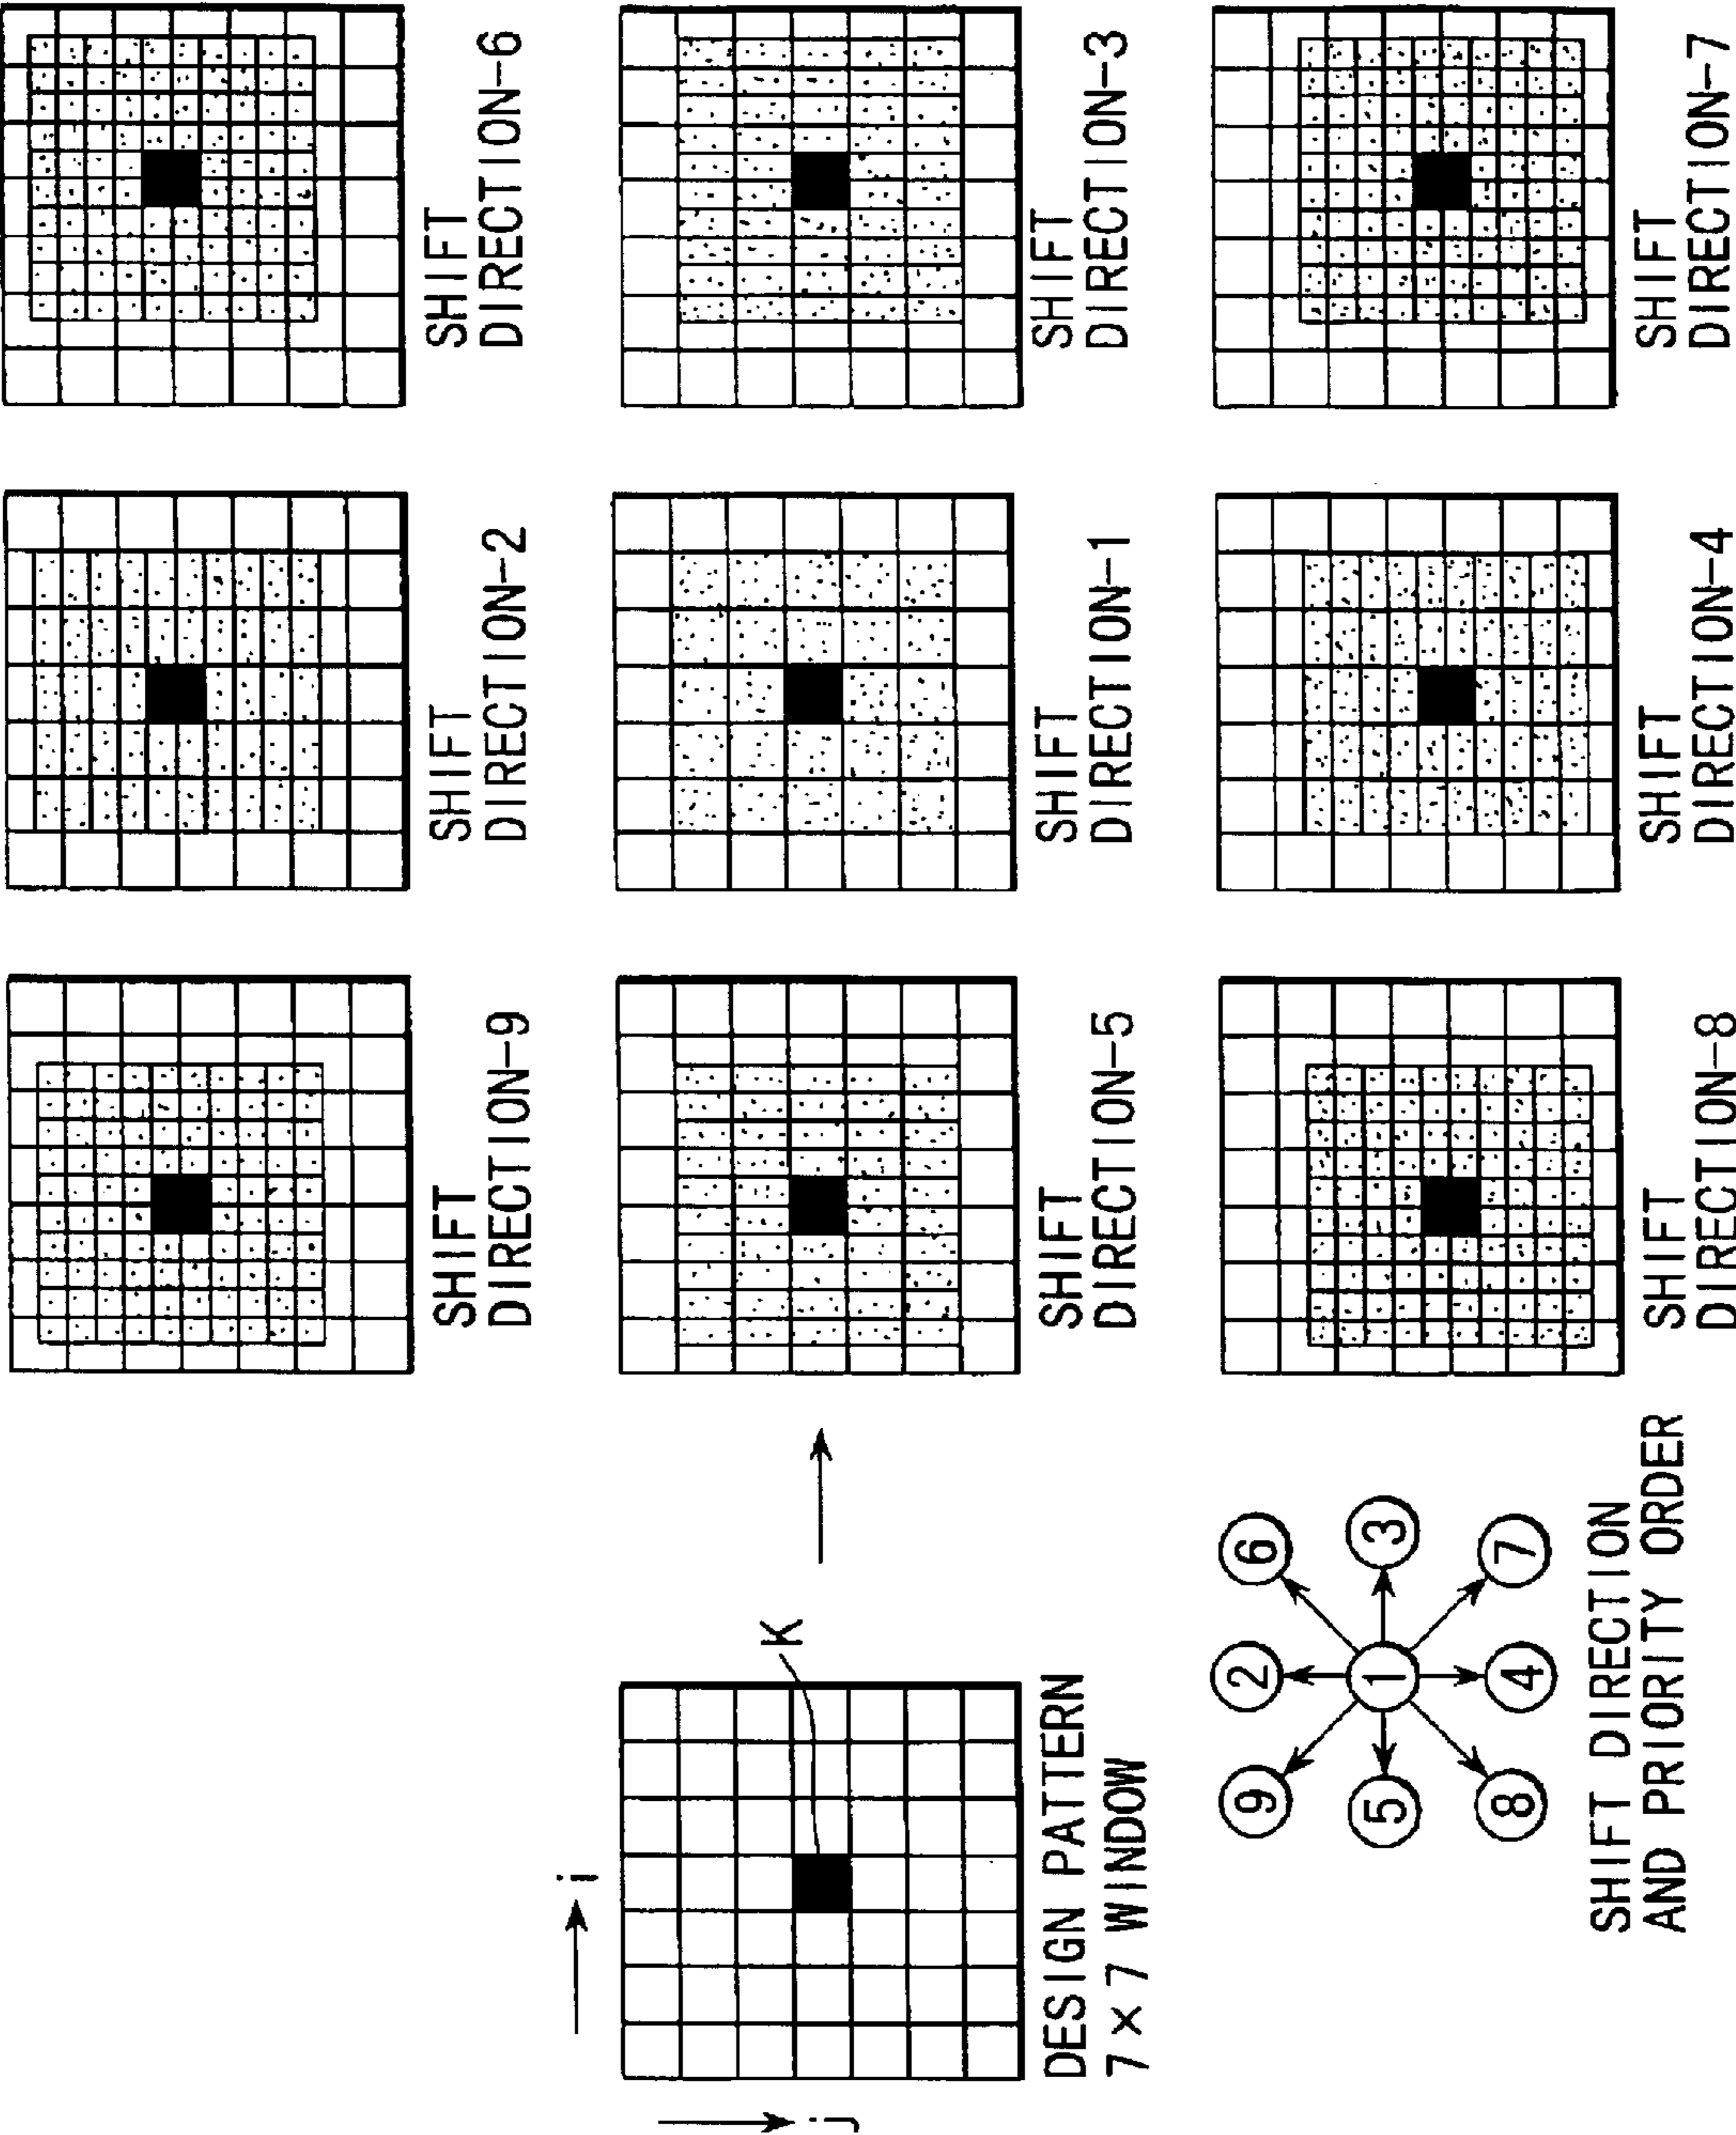 SHIFT
DIRECTION-9
SHIFT
DIRECTION-2
SHIFT
DIRECTION-6
i
j
K
DESIGN PATTERN
7 × 7 WINDOW
SHIFT
DIRECTION-5
SHIFT
DIRECTION-1
SHIFT
DIRECTION-3
9 2 6
5 1 3
8 4 7
SHIFT DIRECTION
AND PRIORITY ORDER
SHIFT
DIRECTION-8
SHIFT
DIRECTION-4
SHIFT
DIRECTION-7